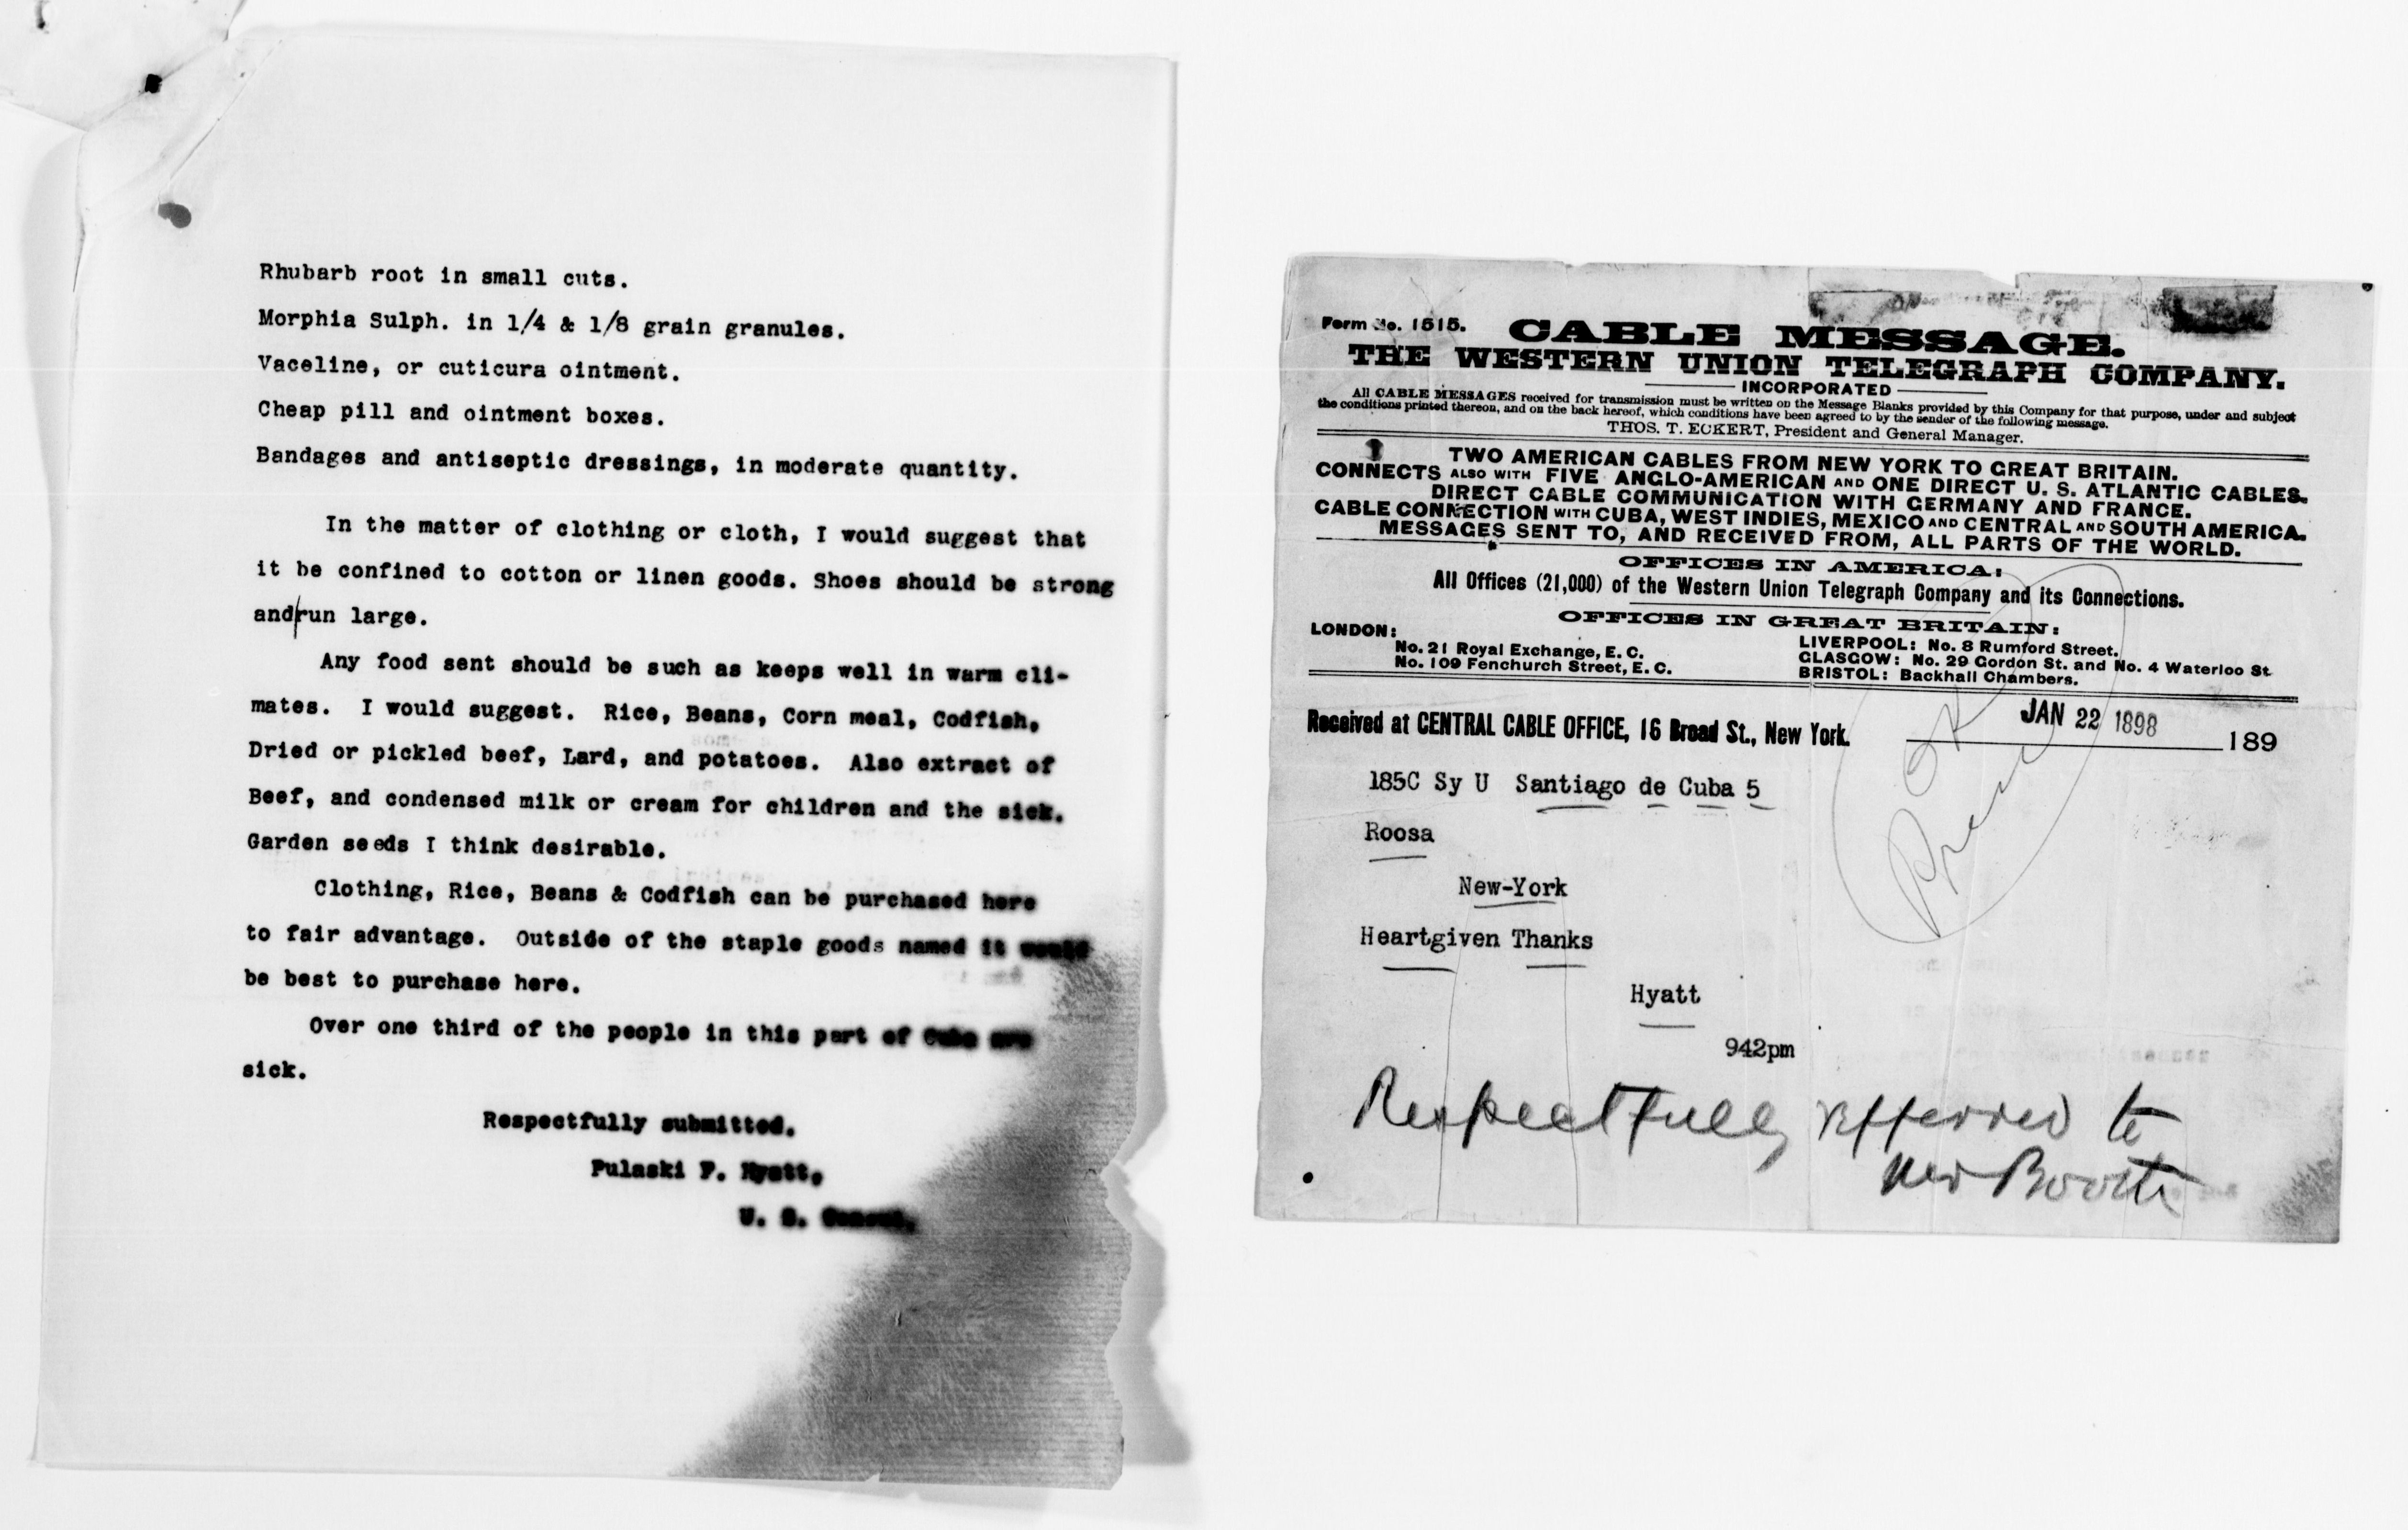 Rhubarb root in small cuts.
Morphia Sulph. in 1/4 & 1/8 grain granules.
Vaceline, or cuticura ointment.
Cheap pill and ointment boxes.
Bandages and antiseptic dressings, in moderate quantity.
In the matter of clothing or cloth, I would suggest that
it be confined to cotton or linen goods. Shoes should be strong
and/run large.
Any food sent should be such as keeps well in warm cli-
mates. I would suggest. Rice, Beans, Corn meal, Codfish,
Dried or pickled beef, Lard, and potatoes. Also extract of
Beef, and condensed milk or cream for children and the sick.
Garden seeds I think desirable.
Clothing, Rice, Beans & Codfish can be purchased here
to fair advantage. Outside of the staple goods named it would
be best to purchase here.
Over one third of the people in this part of Cuba are
sick.
Respectfully submitted.
Pulaski F. Hyatt,
U. S. Consul.
Form No. 1515.
CABLE MESSAGE.
THE WESTERN UNION TELEGRAPH COMPANY.
INCORPORATED
All CABLE MESSAGES received for transmission must be written on the Message Blanks provided by this Company for that purpose, under and subject
the conditions printed thereon, and on the back hereof, which conditions have been agreed to by the sender of the following message.
THOS. T. ECKERT, President and General Manager.
TWO AMERICAN CABLES FROM NEW YORK TO GREAT BRITAIN.
CONNECTS ALSO WITH FIVE ANGLO-AMERICAN AND ONE DIRECT U. S. ATLANTIC CABLES.
DIRECT CABLE COMMUNICATION WITH GERMANY AND FRANCE.
CABLE CONNECTION WITH CUBA, WEST INDIES, MEXICO AND CENTRAL AND SOUTH AMERICA.
MESSAGES SENT TO, AND RECEIVED FROM, ALL PARTS OF THE WORLD.
OFFICES IN AMERICA:
All Offices (21,000) of the Western Union Telegraph Company and its Connections.
OFFICES IN GREAT BRITAIN:
LONDON:
No. 21 Royal Exchange, E. C.
No. 109 Fenchurch Street, E. C.
LIVERPOOL: No. 8 Rumford Street.
GLASGOW: No. 29 Gordon St. and No. 4 Waterloo St
BRISTOL: Backhall Chambers.
Received at CENTRAL CABLE OFFICE, 16 Broad St., New York.
JAN 22 1898
189
OK
185C Sy U Santiago de Cuba 5
Roosa
New-York
Heartgiven Thanks
Hyatt
942pm
Respectfully referred to